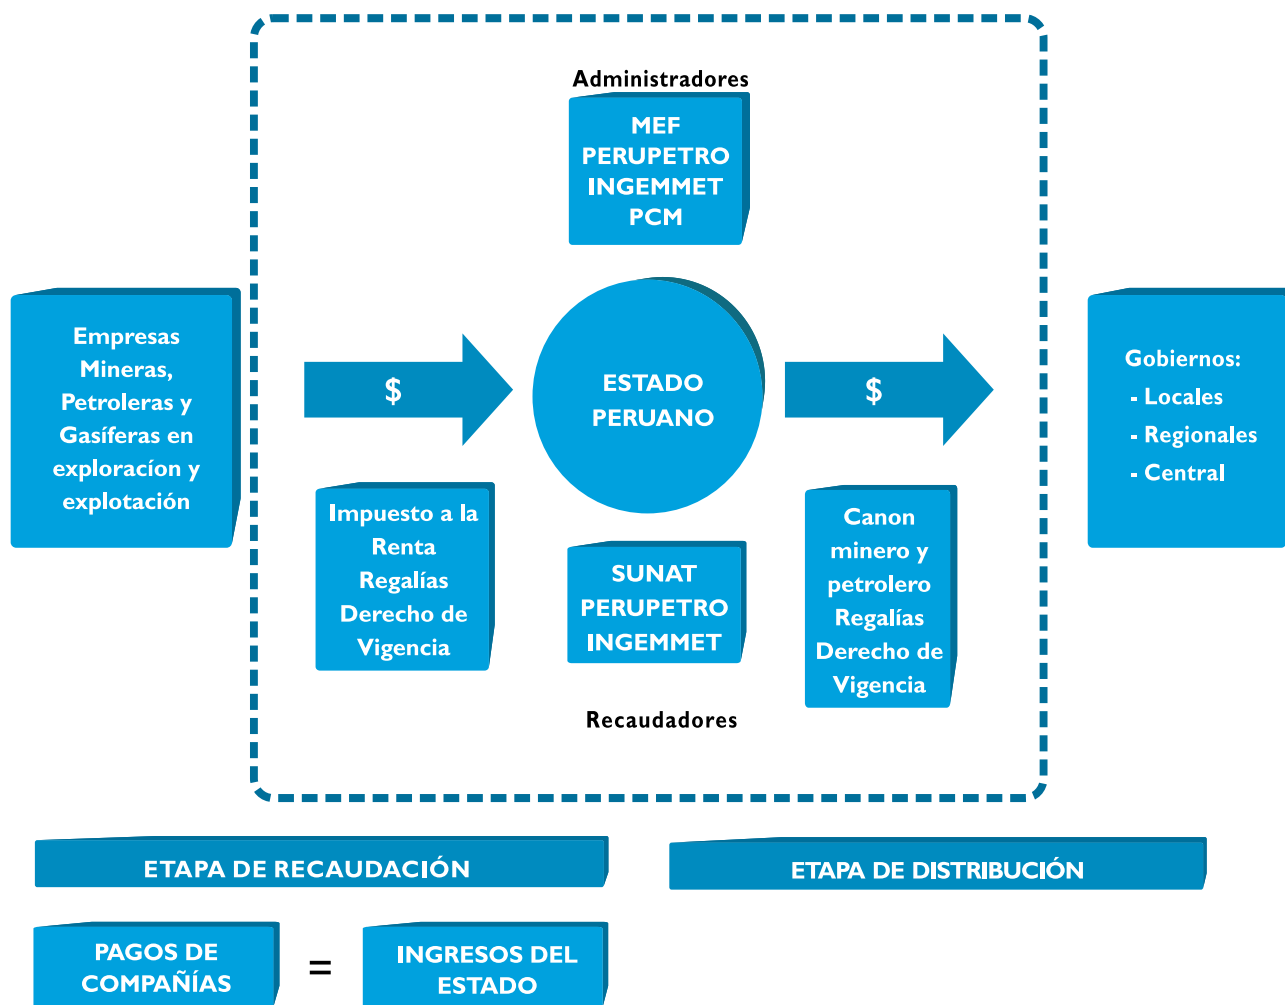 Administradores
MEF
PERUPETRO
INGEMMET
PCM
Empresas
Mineras,
Petroleras y
Gasíferas en
exploracíon y
explotación
$
ESTADO
PERUANO
$
Gobiernos:
- Locales
- Regionales
- Central
Impuesto a la
Renta
Regalías
Derecho de
Vigencia
SUNAT
PERUPETRO
INGEMMET
Canon
minero y
petrolero
Regalías
Derecho de
Vigencia
Recaudadores
ETAPA DE RECAUDACIÓN
ETAPA DE DISTRIBUCIÓN
PAGOS DE
COMPAÑÍAS
=
INGRESOS DEL
ESTADO